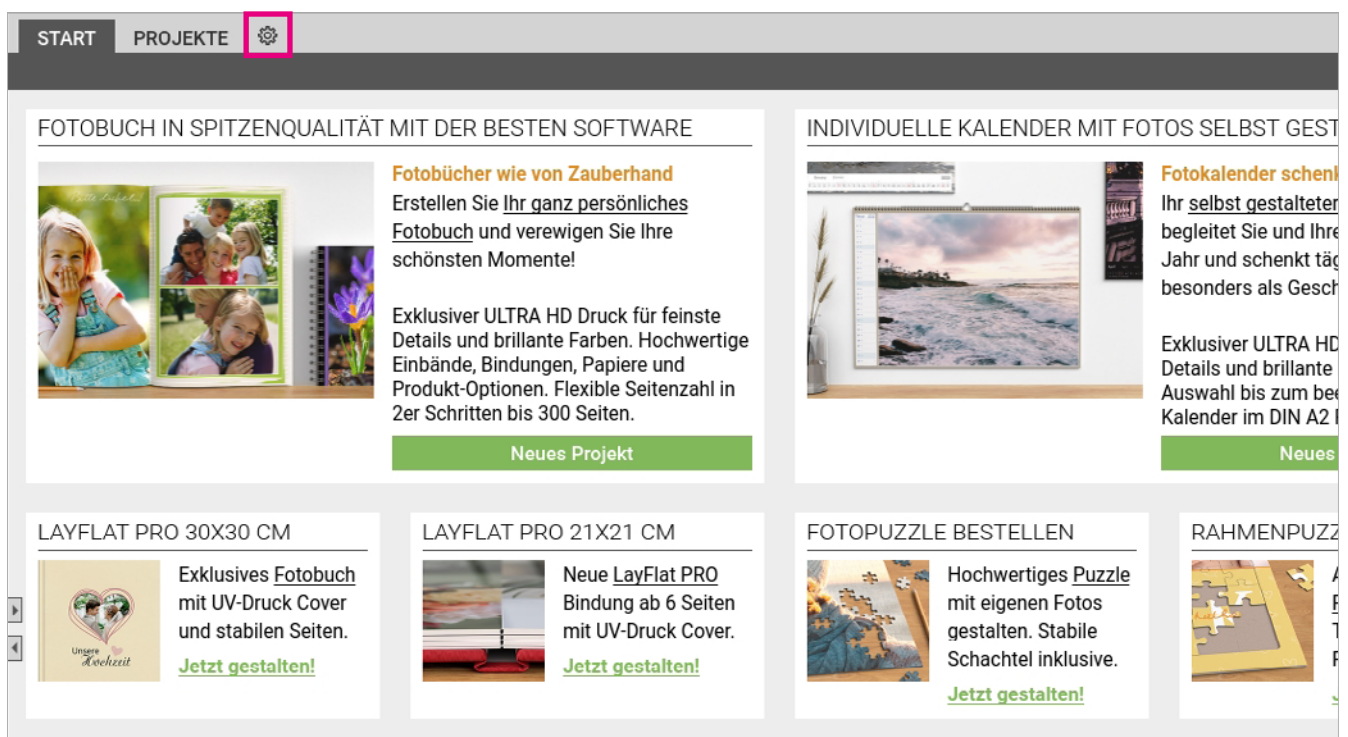 START PROJEKTE
FOTOBUCH IN SPITZENQUALITÄT MIT DER BESTEN SOFTWARE
Fotobücher wie von Zauberhand
Erstellen Sie Ihr ganz persönliches
Fotobuch und verewigen Sie Ihre
schönsten Momente!
Exklusiver ULTRA HD Druck für feinste
Details und brillante Farben. Hochwertige
Einbände, Bindungen, Papiere und
Produkt-Optionen. Flexible Seitenzahl in
2er Schritten bis 300 Seiten.
Neues Projekt
INDIVIDUELLE KALENDER MIT FOTOS SELBST GEST
Fotokalender schenk
Ihr selbst gestalteter
begleitet Sie und Ihre
Jahr und schenkt täg
besonders als Gesch
Exklusiver ULTRA HD
Details und brillante
Auswahl bis zum bee
Kalender im DIN A2
Neues
LAYFLAT PRO 30X30 CM
Unsere
Hochzeit
Exklusives Fotobuch
mit UV-Druck Cover
und stabilen Seiten.
Jetzt gestalten!
LAYFLAT PRO 21X21 CM
Neue LayFlat PRO
Bindung ab 6 Seiten
mit UV-Druck Cover.
Jetzt gestalten!
FOTOPUZZLE BESTELLEN
Hochwertiges Puzzle
mit eigenen Fotos
gestalten. Stabile
Schachtel inklusive.
Jetzt gestalten!
RAHMENPUZZ